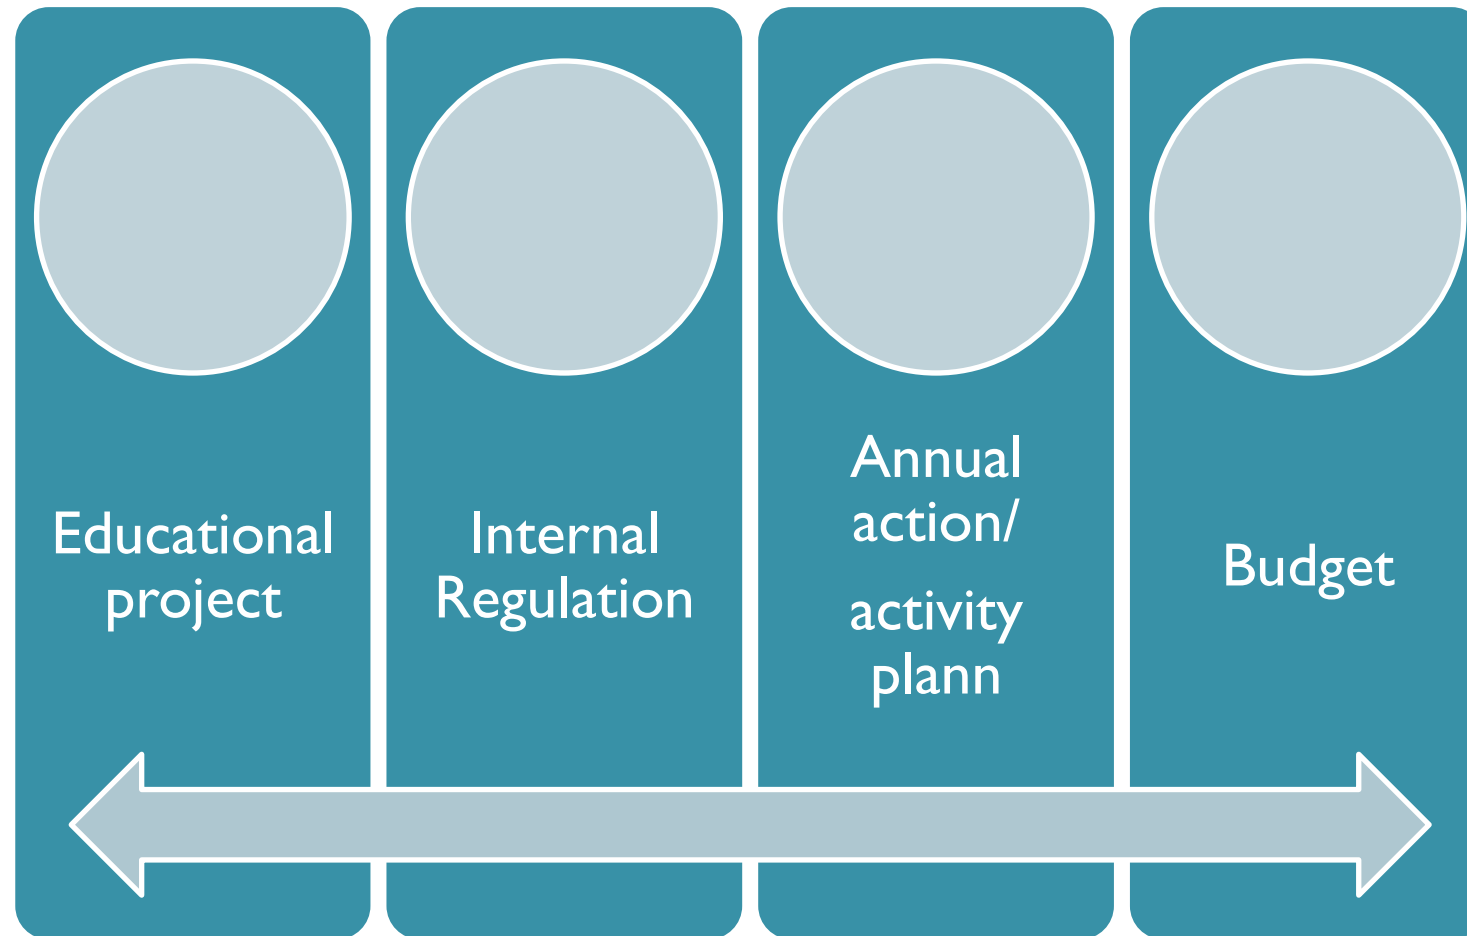 Educational
project
Internal
Regulation
Annual
action/
activity
plann
Budget